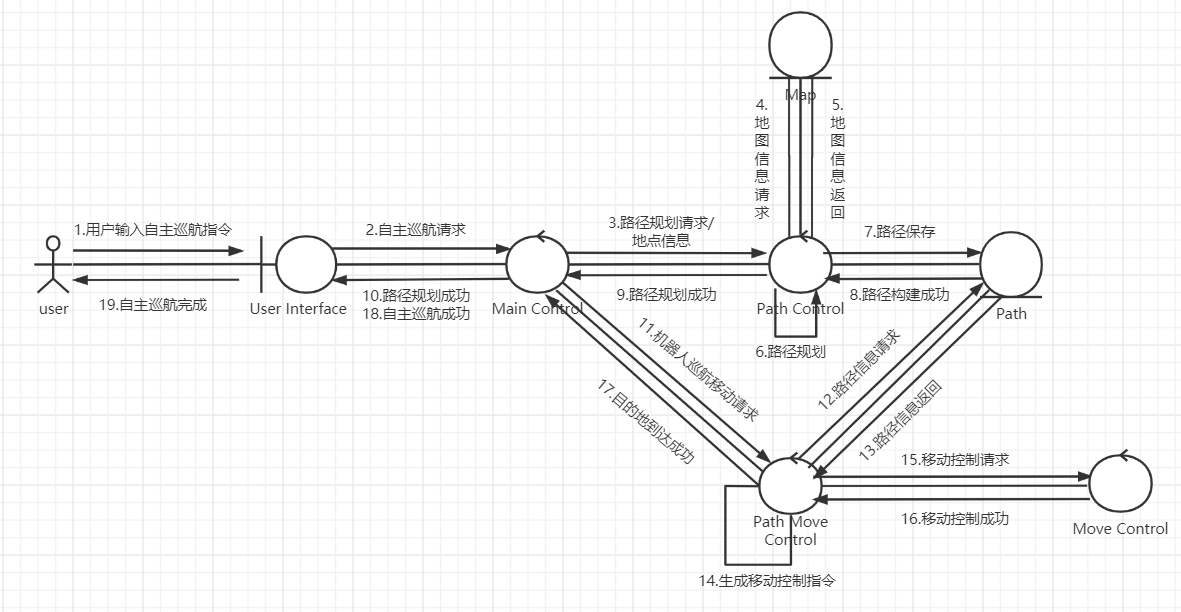 Map
4.
地
图
信
息
请
求
5.
地
图
信
息
返
回
1.用户输入自主巡航指令
2.自主巡航请求
3.路径规划请求/
地点信息
7.路径保存
19.自主巡航完成
10.路径规划成功
18.自主巡航成功
9.路径规划成功
8.路径构建成功
user
User Interface
Main Control
Path Control
Path
6.路径规划
11.机器人巡航移动请求
17.目的地到达成功
12.路径信息请求
13.路径信息返回
15.移动控制请求
16.移动控制成功
Path Move
Control
Move Control
14.生成移动控制指令